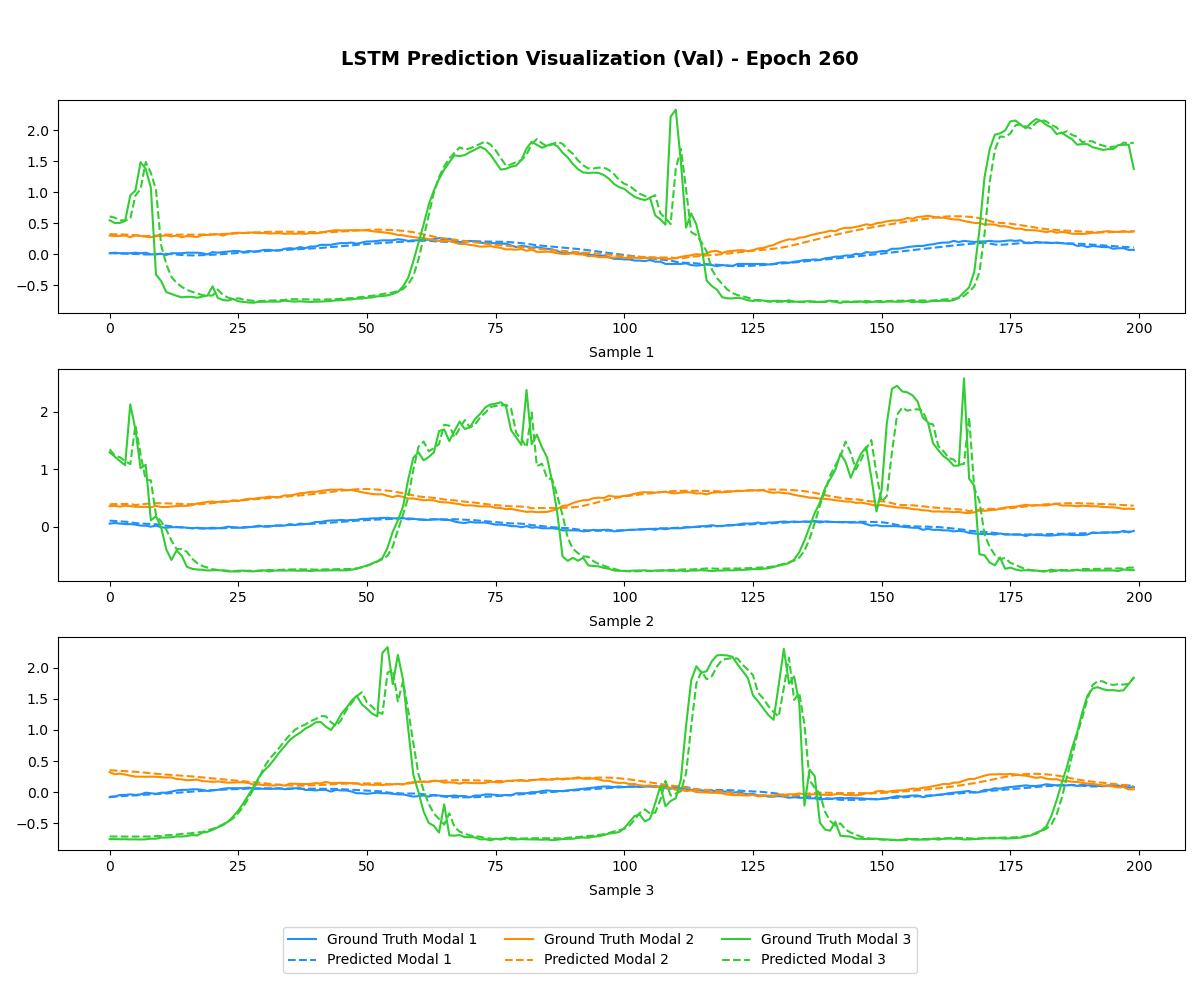 LSTM Prediction Visualization (Val) - Epoch 260
2.0
1.5
1.0
0.5
0.0
−0.5
0 25 50 75 100 125 150 175 200
Sample 1
2
1
0
0 25 50 75 100 125 150 175 200
Sample 2
2.0
1.5
1.0
0.5
0.0
−0.5
0 25 50 75 100 125 150 175 200
Sample 3
Ground Truth Modal 1 Ground Truth Modal 2 Ground Truth Modal 3
Predicted Modal 1 Predicted Modal 2 Predicted Modal 3